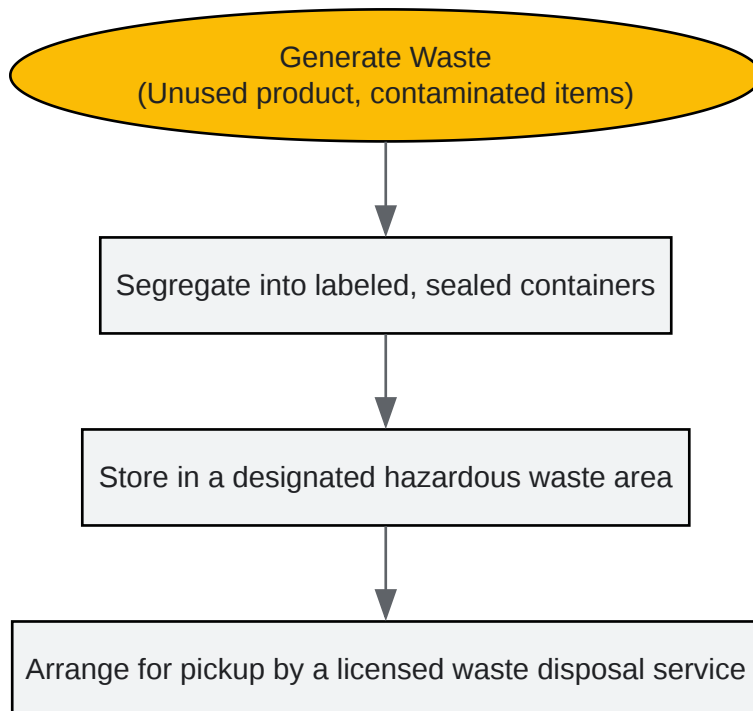 Generate Waste
(Unused product, contaminated items)
Segregate into labeled, sealed containers
Store in a designated hazardous waste area
Arrange for pickup by a licensed waste disposal service